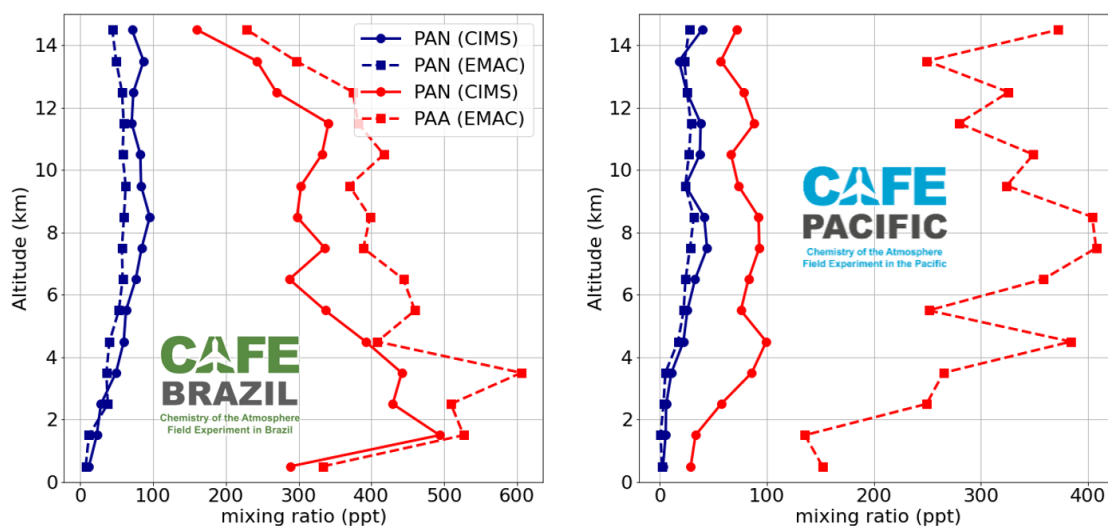 PAN (CIMS)
PAN (EMAC)
PAN (CIMS)
PAA (EMAC)
14
12
10
8
6
4
2
0
Altitude (km)
0 100 200 300 400 500 600
mixing ratio (ppt)
CAFE
BRAZIL
Chemistry of the Atmosphere
Field Experiment in Brazil
14
12
10
8
6
4
2
0
Altitude (km)
0 100 200 300 400
mixing ratio (ppt)
CAFE
PACIFIC
Chemistry of the Atmosphere
Field Experiment in the Pacific